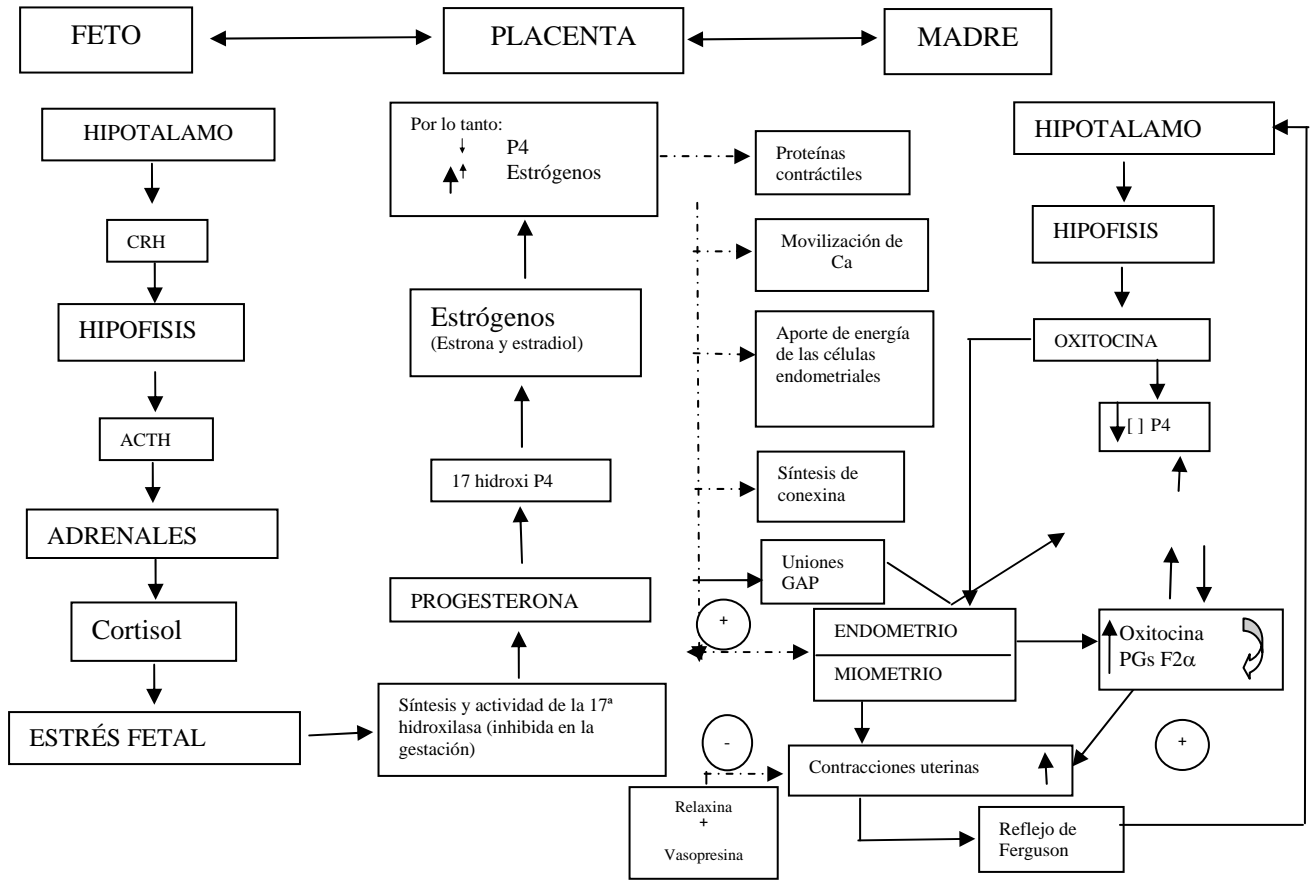 FETO
PLACENTA
MADRE
HIPOTALAMO
CRH
HIPOFISIS
ACTH
ADRENALES
Cortisol
ESTRÉS FETAL
Por lo tanto:
P4
Estrógenos
Estrógenos
(Estrona y estradiol)
17 hidroxi P4
PROGESTERONA
Síntesis y actividad de la 17ª
hidroxilasa (inhibida en la
gestación)
Proteínas
contráctiles
Movilización de
Ca
Aporte de energía
de las células
endometriales
Síntesis de
conexina
Uniones
GAP
+
ENDOMETRIO
MIOMETRIO
-
Contracciones uterinas
Relaxina
+
Vasopresina
Reflejo de
Ferguson
HIPOTALAMO
HIPOFISIS
OXITOCINA
[ ] P4
Oxitocina
PGs F2α
+